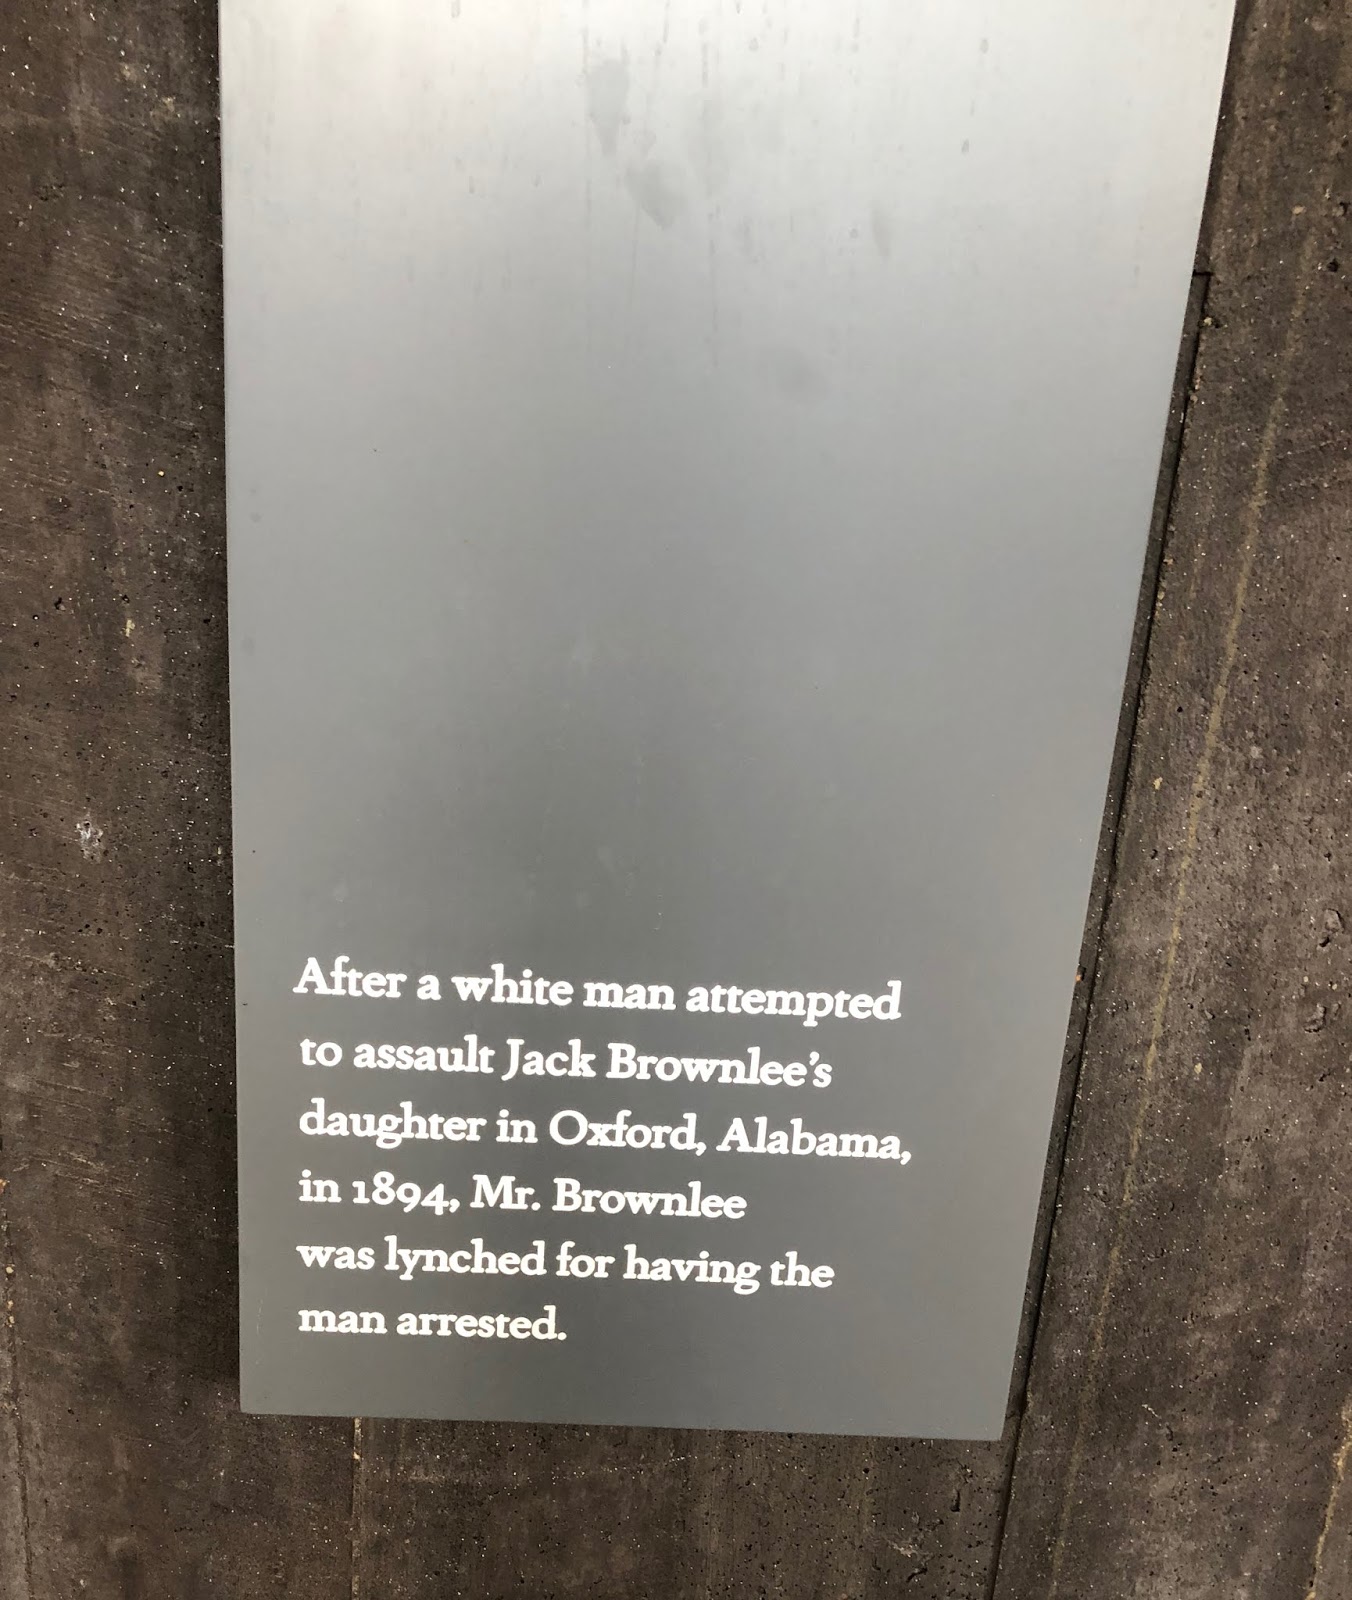 After a white man attempted
to assault Jack Brownlee’s
daughter in Oxford, Alabama,
in 1894, Mr. Brownlee
was lynched for having the
man arrested.